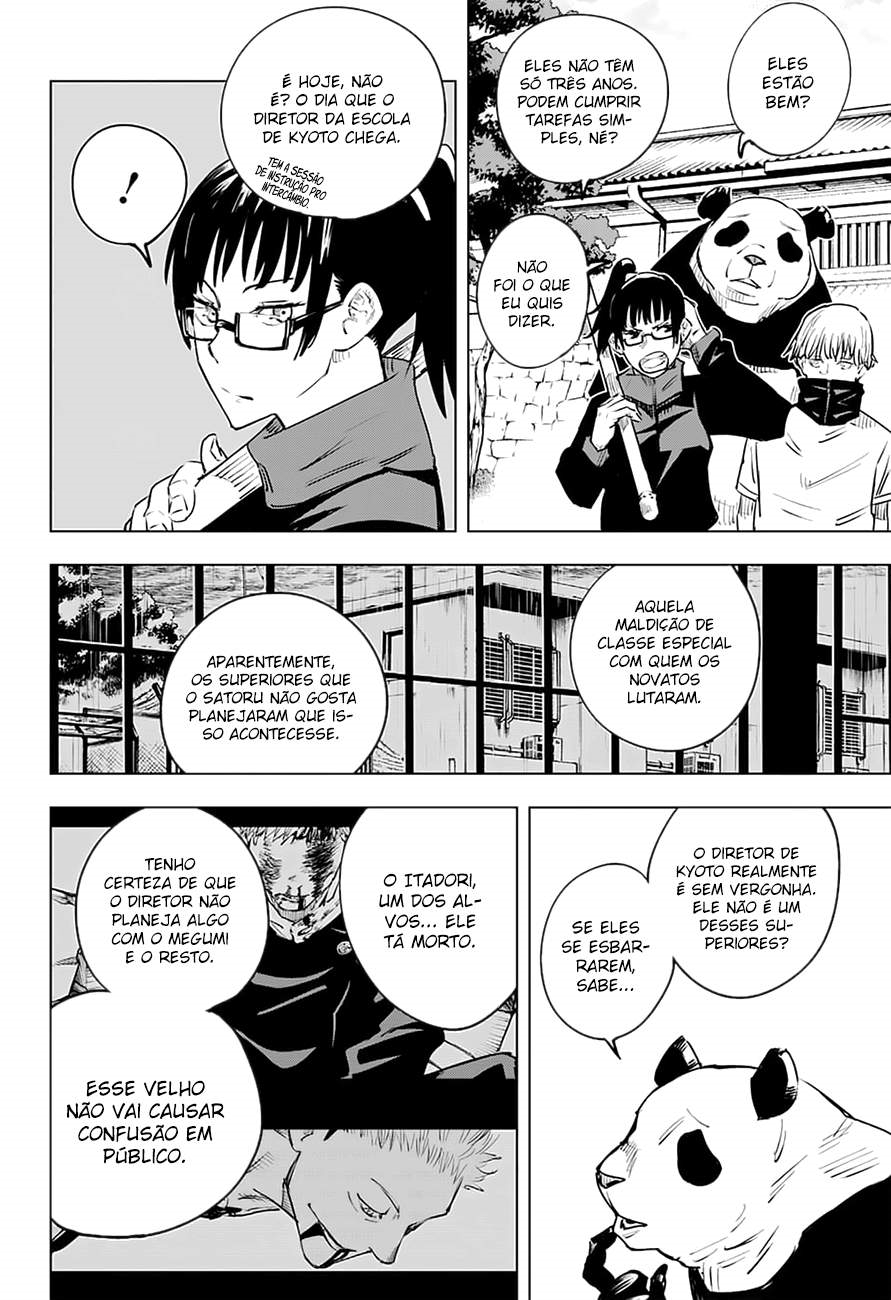 ELES
ESTÃO
BEM?
ELES NÃO TÊM
SÓ TRÊS ANOS.
PODEM CUMPRIR
TAREFAS SIM-
PLES, NÉ?
NÃO
FOI O QUE
EU QUIS
DIZER.
É HOJE, NÃO
É? O DIA QUE O
DIRETOR DA ESCOLA
DE KYOTO CHEGA.
TEM A SESSÃO
DE INSTRUÇÃO PRO
INTERCÂMBIO.
!
AQUELA
MALDIÇÃO DE
CLASSE ESPECIAL
COM QUEM OS
NOVATOS
LUTARAM.
APARENTEMENTE,
OS SUPERIORES QUE
O SATORU NÃO GOSTA
PLANEJARAM QUE IS-
SO ACONTECESSE.
O DIRETOR DE
KYOTO REALMENTE
É SEM VERGONHA.
ELE NÃO É UM
DESSES SU-
PERIORES?
SE ELES
SE ESBAR-
RAREM,
SABE...
O ITADORI,
UM DOS AL-
VOS... ELE
TÁ MORTO.
TENHO
CERTEZA DE QUE
O DIRETOR NÃO
PLANEJA ALGO
COM O MEGUMI
E O RESTO.
ESSE VELHO
NÃO VAI CAUSAR
CONFUSÃO EM
PÚBLICO.